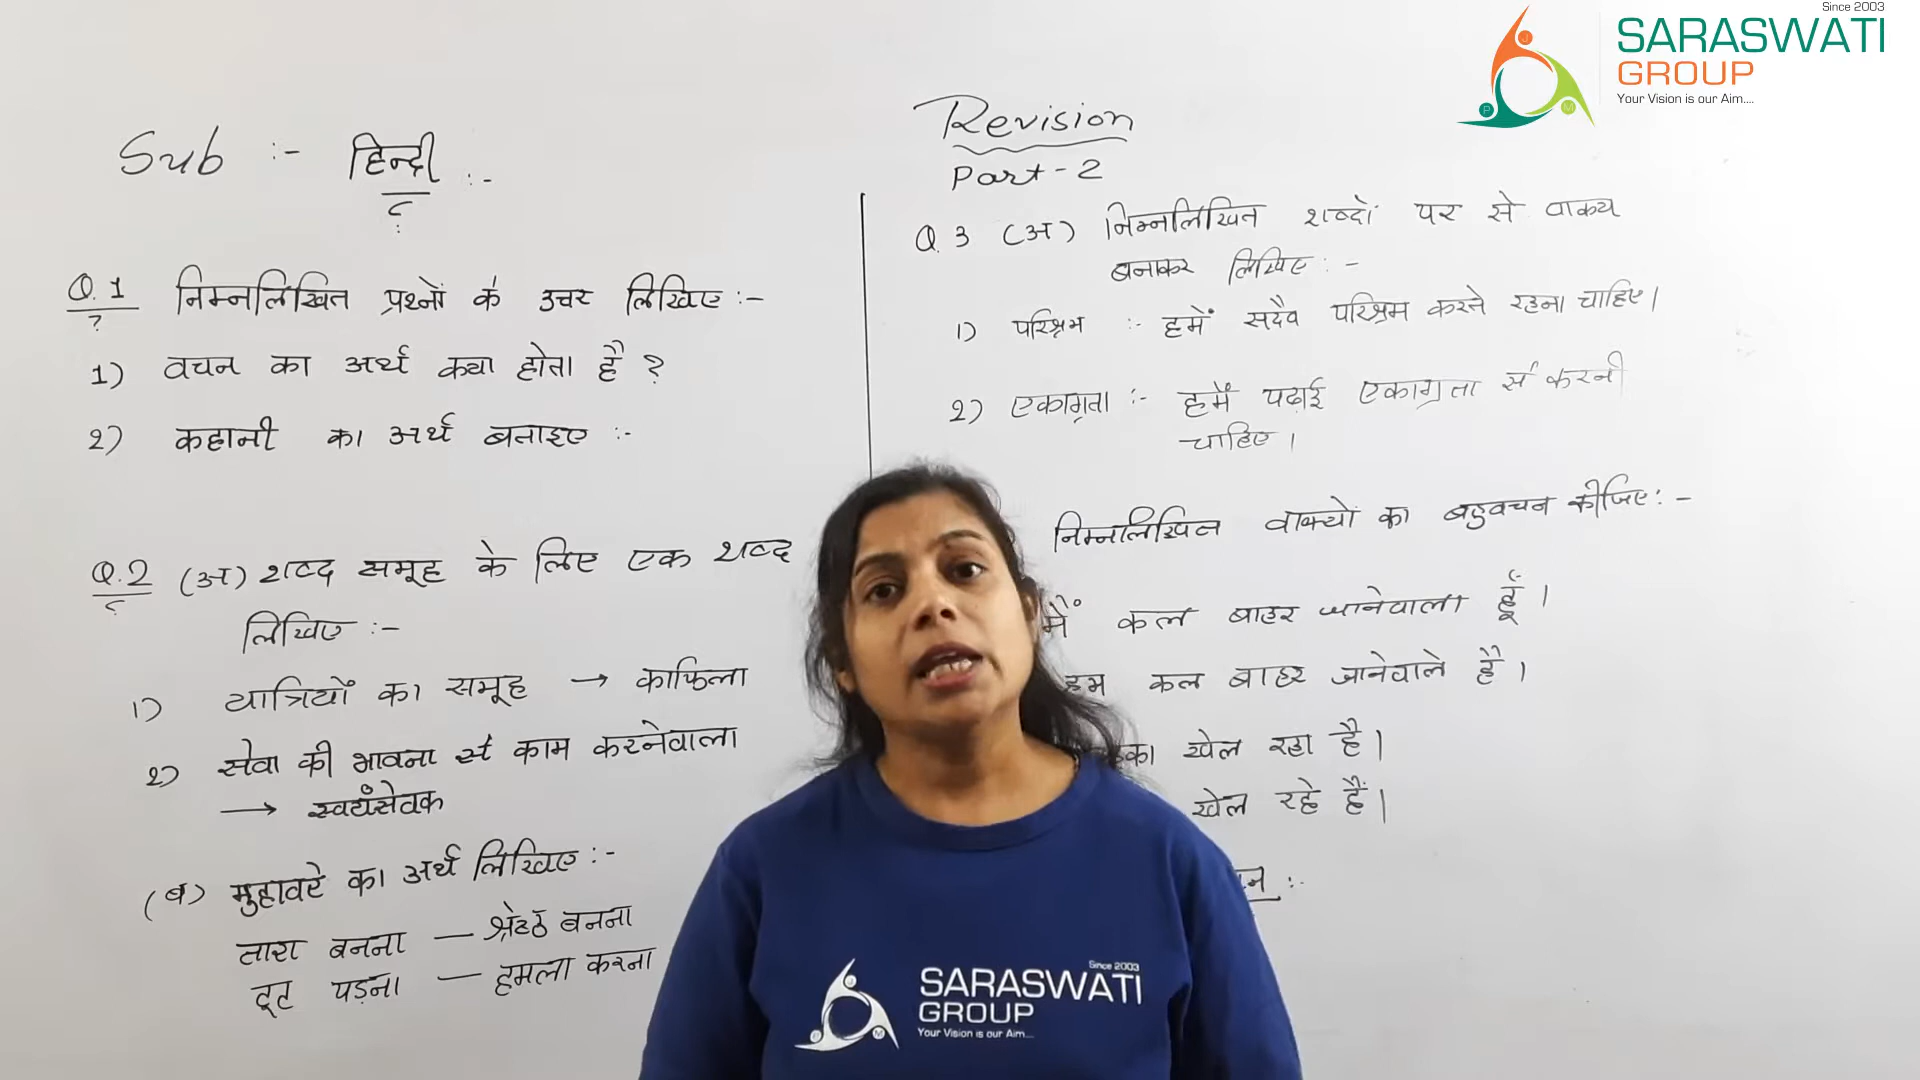 Since 2003
SARASWATI
GROUP
Your Vision is our Aim....
Sub :- हिन्दी :-
Revision
Part - 2
Q.1 निम्नलिखित प्रश्नों के उत्तर लिखिए :-
1) वचन का अर्थ क्या होता है ?
2) कहानी का अर्थ बताइए :-
Q.2 (अ) शब्द समूह के लिए एक शब्द
लिखिए :-
1) यात्रियों का समूह → काफिला
2) सेवा की भावना से काम करनेवाला
→ स्वयंसेवक
(ब) मुहावरे का अर्थ लिखिए :-
तारा बनना — श्रेष्ठ बनना
टूट पड़ना — हमला करना
Q.3 (अ) निम्नलिखित शब्दों पर से वाक्य
बनाकर लिखिए :-
1) परिश्रम :- हमें सदैव परिश्रम करते रहना चाहिए।
2) एकाग्रता :- हमें पढ़ाई एकाग्रता से करनी
चाहिए।
निम्नलिखित वाक्यो का बहुवचन कीजिए :-
मैं कल बाहर जानेवाला हूँ।
हम कल बाहर जानेवाले है।
खेल रहा है।
खेल रहे हैं।
Since 2003
SARASWATI
GROUP
Your Vision is our Aim....